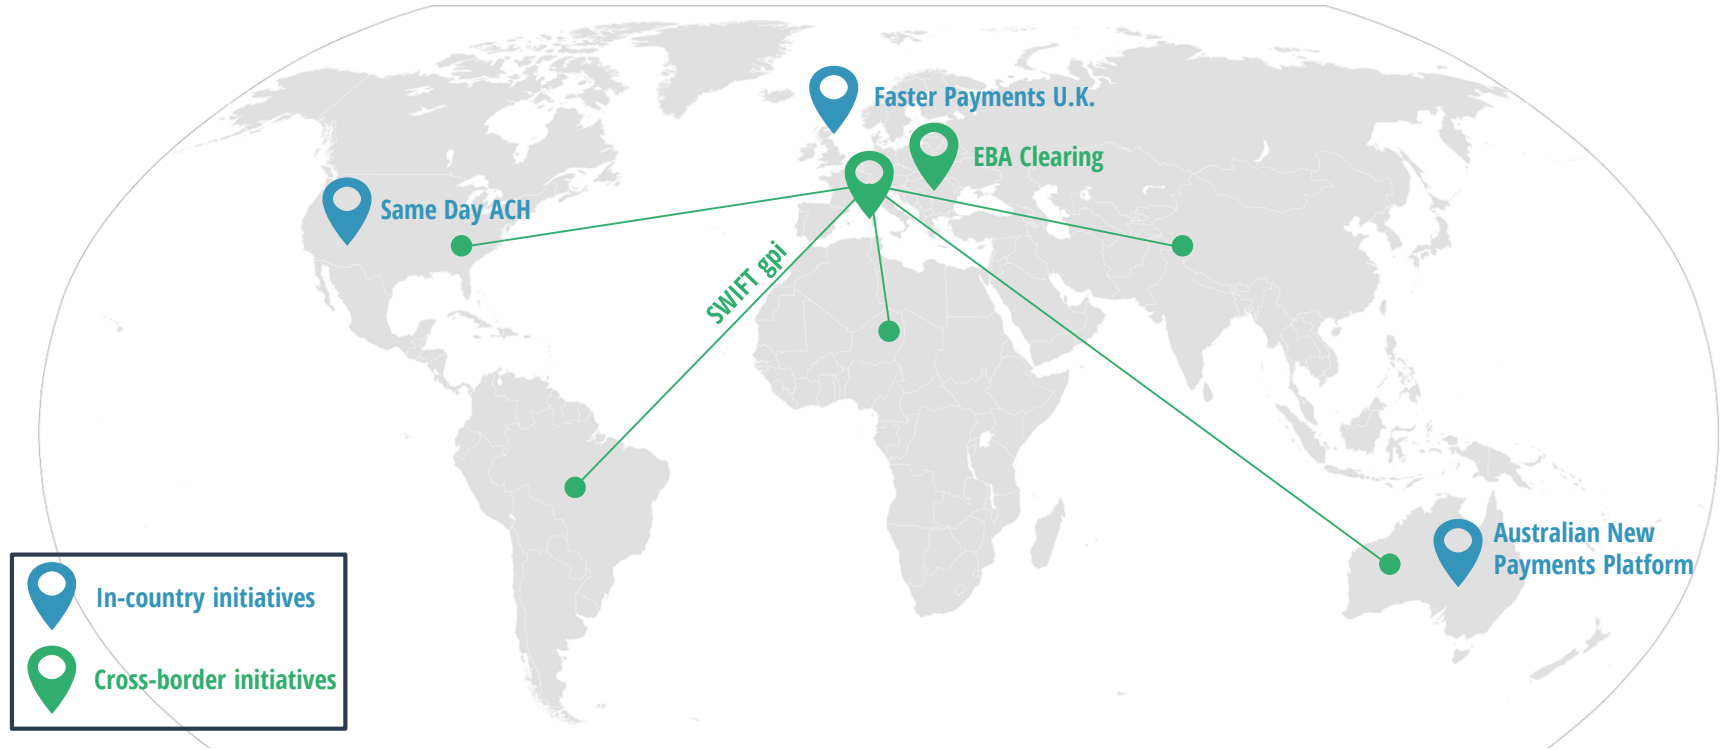 Faster Payments U.K.
EBA Clearing
Same Day ACH
SWIFT gpi
Australian New
Payments Platform
In-country initiatives
Cross-border initiatives